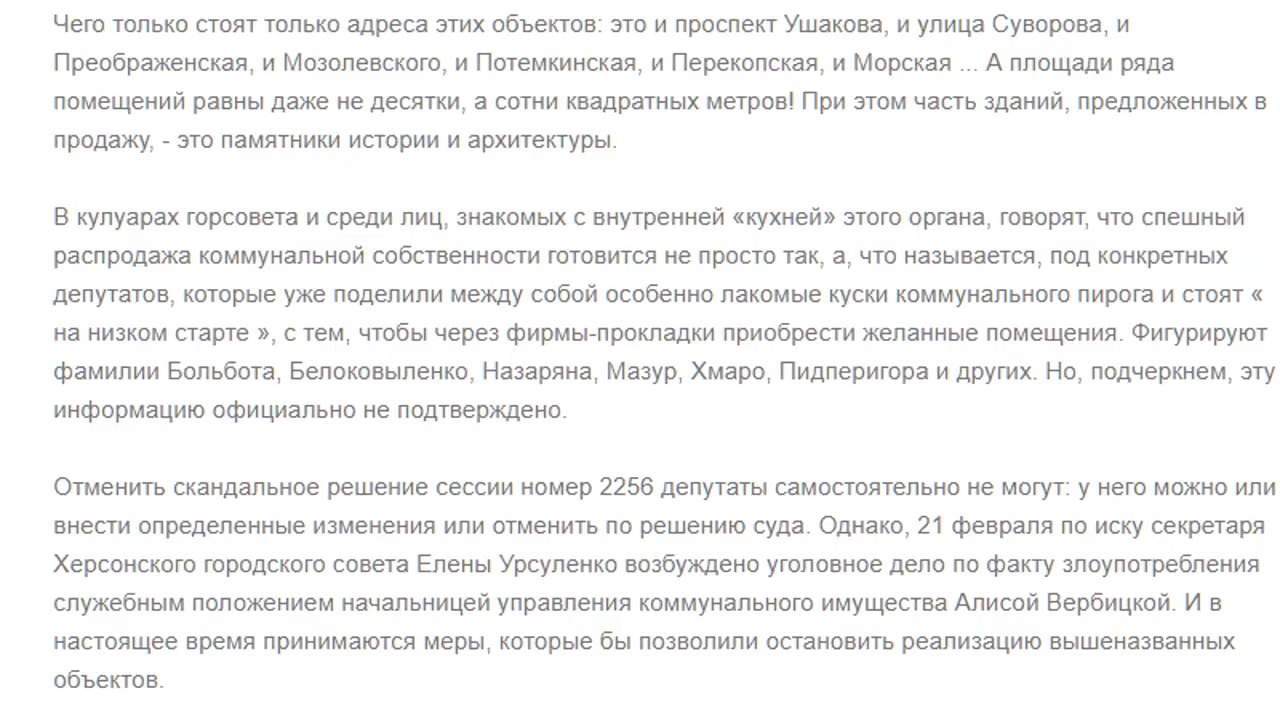 Чего только стоят только адреса этих объектов: это и проспект Ушакова, и улица Суворова, и
Преображенская, и Мозолевского, и Потемкинская, и Перекопская, и Морская ... А площади ряда
помещений равны даже не десятки, а сотни квадратных метров! При этом часть зданий, предложенных в
продажу, - это памятники истории и архитектуры.
В кулуарах горсовета и среди лиц, знакомых с внутренней «кухней» этого органа, говорят, что спешный
распродажа коммунальной собственности готовится не просто так, а, что называется, под конкретных
депутатов, которые уже поделили между собой особенно лакомые куски коммунального пирога и стоят «
на низком старте », с тем, чтобы через фирмы-прокладки приобрести желанные помещения. Фигурируют
фамилии Больбота, Белоковыленко, Назаряна, Мазур, Хмаро, Пидперигора и других. Но, подчеркнем, эту
информацию официально не подтверждено.
Отменить скандальное решение сессии номер 2256 депутаты самостоятельно не могут: у него можно или
внести определенные изменения или отменить по решению суда. Однако, 21 февраля по иску секретаря
Херсонского городского совета Елены Урсуленко возбуждено уголовное дело по факту злоупотребления
служебным положением начальницей управления коммунального имущества Алисой Вербицкой. И в
настоящее время принимаются меры, которые бы позволили остановить реализацию вышеназванных
объектов.